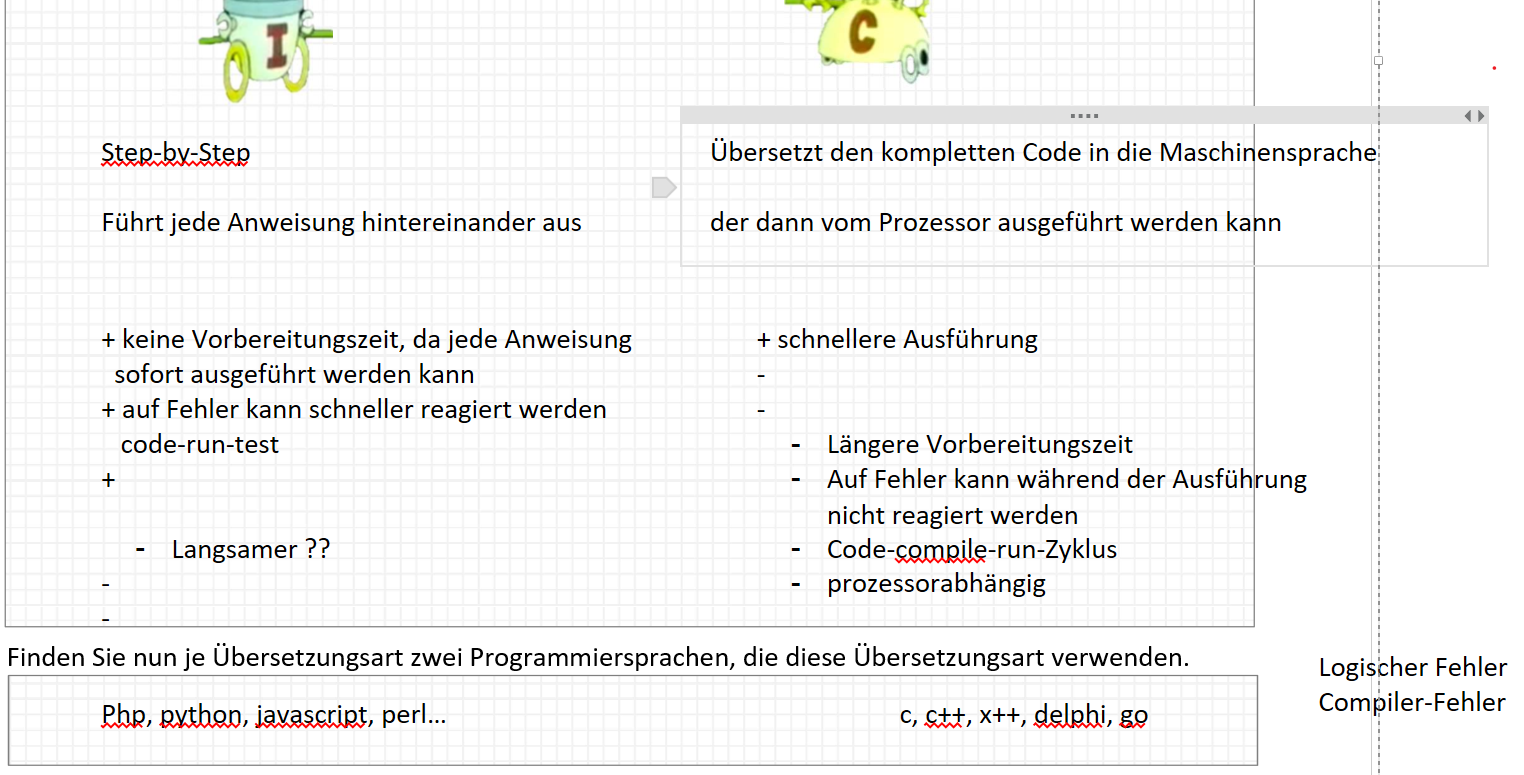 I
C
Step-by-Step
Übersetzt den kompletten Code in die Maschinensprache
Führt jede Anweisung hintereinander aus
der dann vom Prozessor ausgeführt werden kann
+ keine Vorbereitungszeit, da jede Anweisung
sofort ausgeführt werden kann
+ auf Fehler kann schneller reagiert werden
code-run-test
+
- Langsamer ??
-
-
+ schnellere Ausführung
-
-
- Längere Vorbereitungszeit
- Auf Fehler kann während der Ausführung
nicht reagiert werden
- Code-compile-run-Zyklus
- prozessorabhängig
Finden Sie nun je Übersetzungsart zwei Programmiersprachen, die diese Übersetzungsart verwenden.
Php, python, javascript, perl...
c, c++, x++, delphi, go
Logischer Fehler
Compiler-Fehler